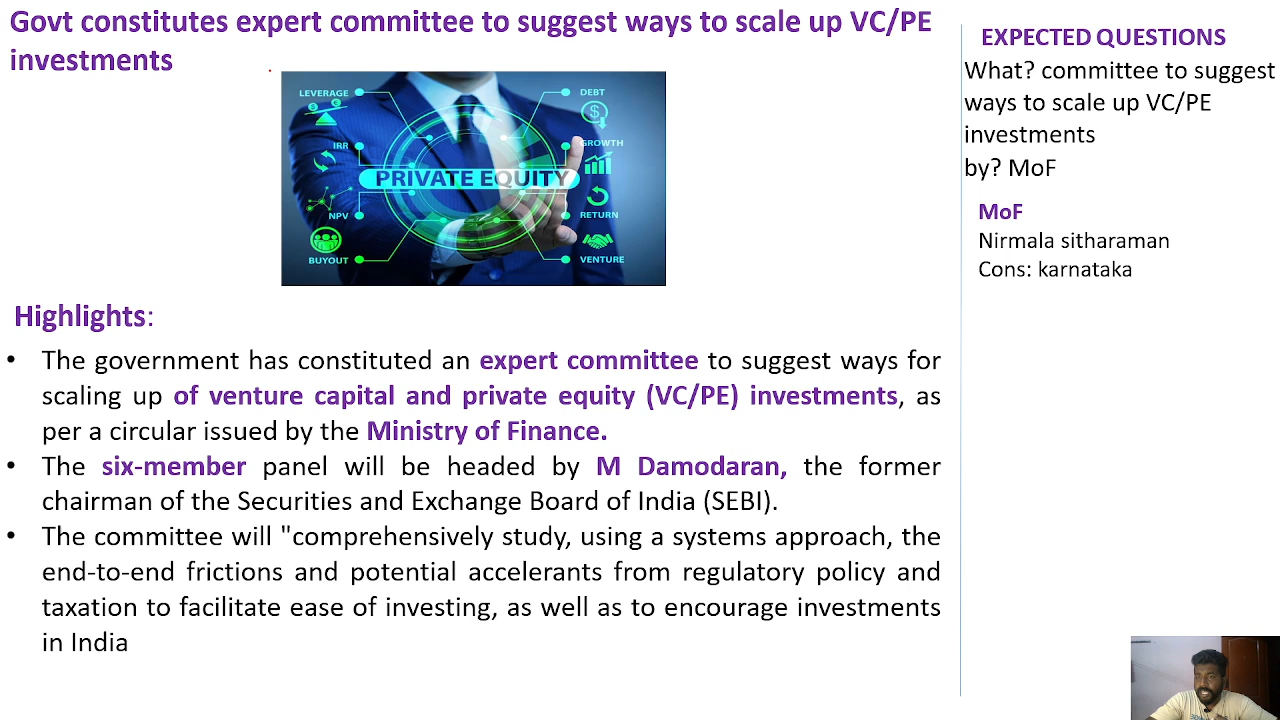 Govt constitutes expert committee to suggest ways to scale up VC/PE
investments
LEVERAGE
IRR
NPV
BUYOUT
PRIVATE EQUITY
DEBT
GROWTH
RETURN
VENTURE
Highlights:
• The government has constituted an expert committee to suggest ways for
scaling up of venture capital and private equity (VC/PE) investments, as
per a circular issued by the Ministry of Finance.
• The six-member panel will be headed by M Damodaran, the former
chairman of the Securities and Exchange Board of India (SEBI).
• The committee will "comprehensively study, using a systems approach, the
end-to-end frictions and potential accelerants from regulatory policy and
taxation to facilitate ease of investing, as well as to encourage investments
in India
EXPECTED QUESTIONS
What? committee to suggest
ways to scale up VC/PE
investments
by? MoF
MoF
Nirmala sitharaman
Cons: karnataka